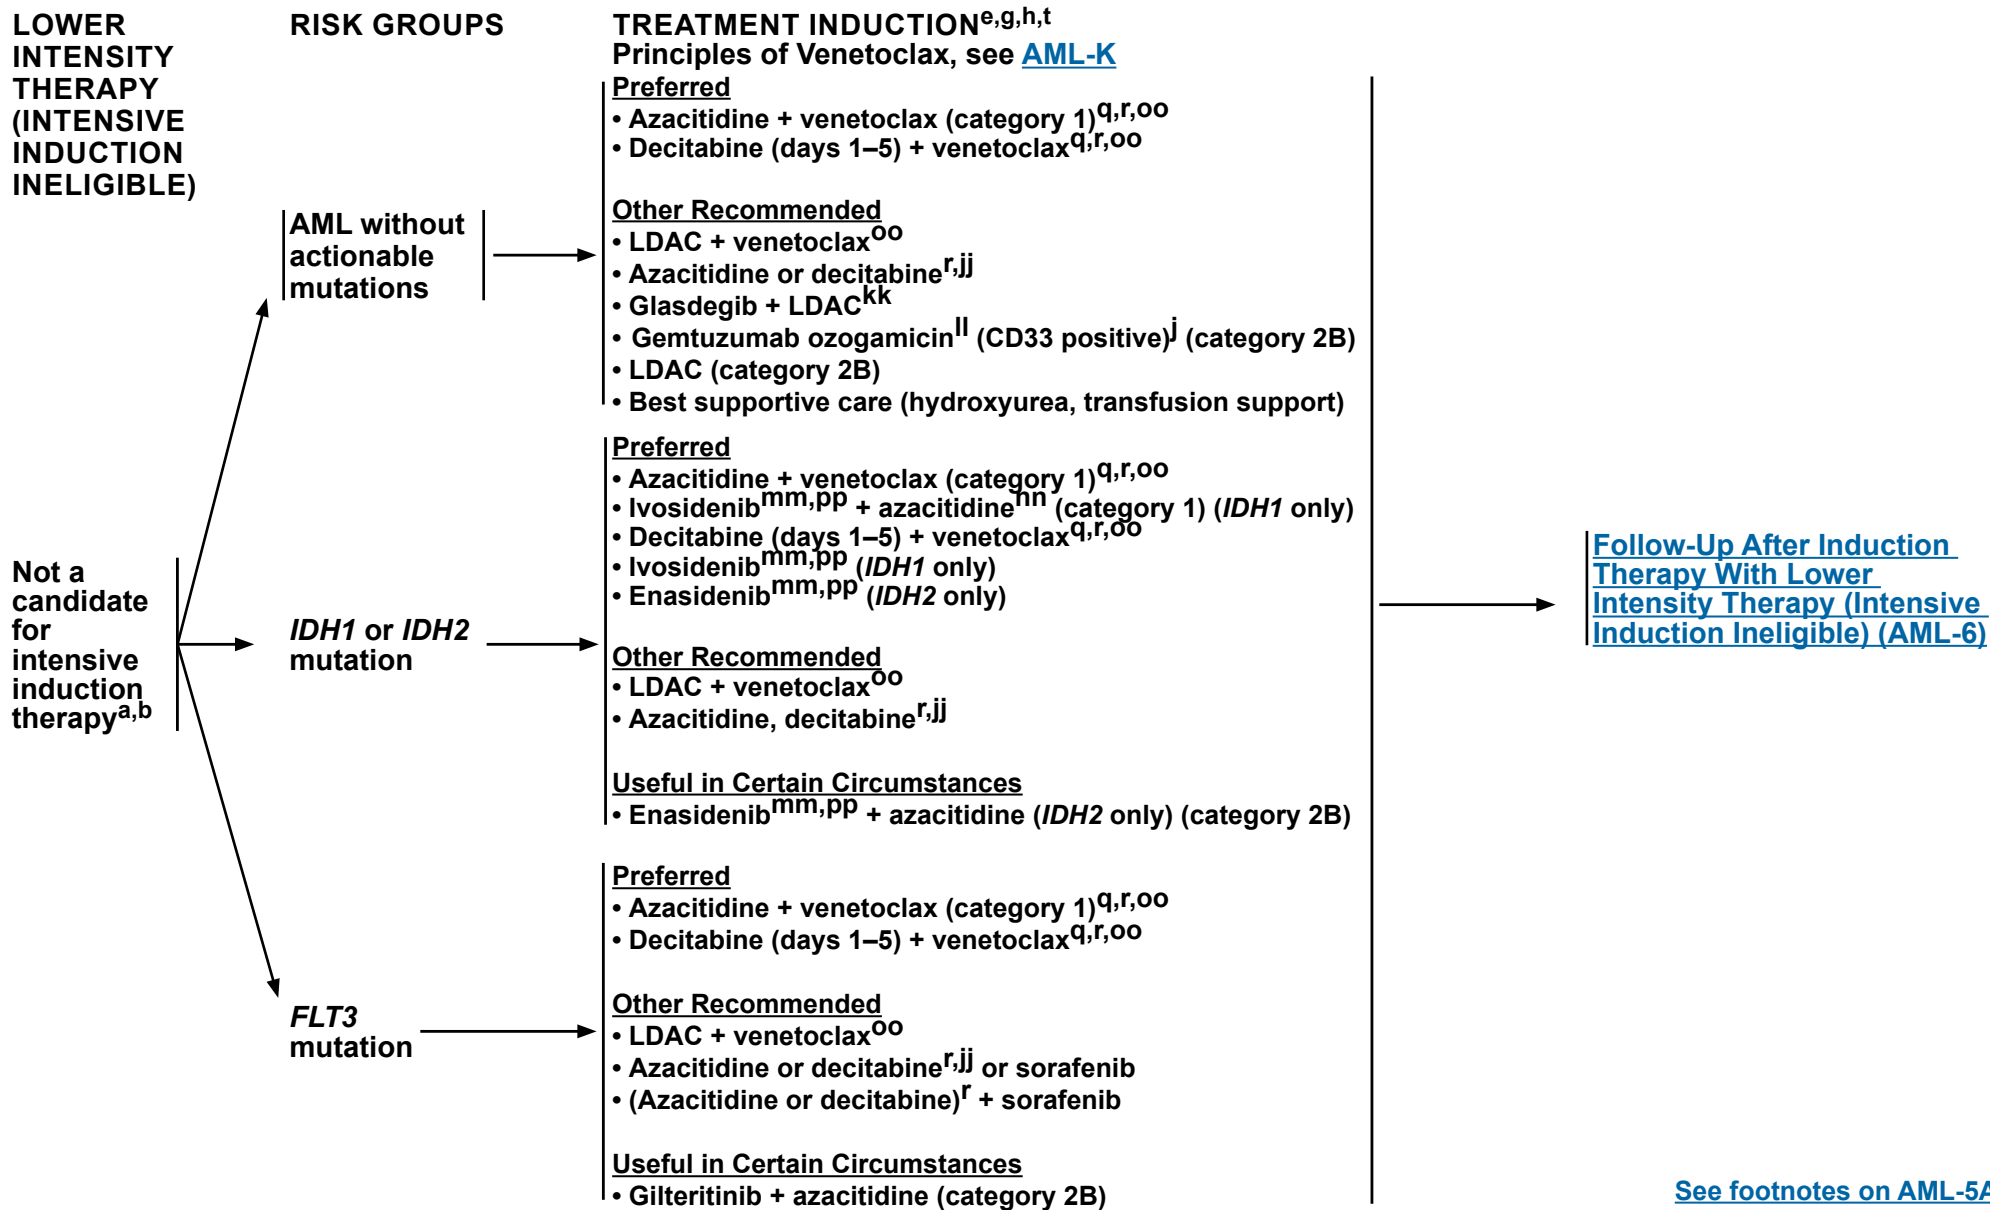 LOWER
INTENSITY
THERAPY
(INTENSIVE
INDUCTION
INELIGIBLE)
RISK GROUPS
TREATMENT INDUCTIONe,g,h,t
Principles of Venetoclax, see AML-K
Not a
candidate
for
intensive
induction
therapya,b
AML without
actionable
mutations
Preferred
• Azacitidine + venetoclax (category 1)q,r,oo
• Decitabine (days 1–5) + venetoclaxq,r,oo
Other Recommended
• LDAC + venetoclaxoo
• Azacitidine or decitabiner,jj
• Glasdegib + LDACkk
• Gemtuzumab ozogamicinll (CD33 positive)j (category 2B)
• LDAC (category 2B)
• Best supportive care (hydroxyurea, transfusion support)
IDH1 or IDH2
mutation
Preferred
• Azacitidine + venetoclax (category 1)q,r,oo
• Ivosidenibmm,pp + azacitidinenn (category 1) (IDH1 only)
• Decitabine (days 1–5) + venetoclaxq,r,oo
• Ivosidenibmm,pp (IDH1 only)
• Enasidenibmm,pp (IDH2 only)
Other Recommended
• LDAC + venetoclaxoo
• Azacitidine, decitabiner,jj
Useful in Certain Circumstances
• Enasidenibmm,pp + azacitidine (IDH2 only) (category 2B)
FLT3
mutation
Preferred
• Azacitidine + venetoclax (category 1)q,r,oo
• Decitabine (days 1–5) + venetoclaxq,r,oo
Other Recommended
• LDAC + venetoclaxoo
• Azacitidine or decitabiner,jj or sorafenib
• (Azacitidine or decitabine)r + sorafenib
Useful in Certain Circumstances
• Gilteritinib + azacitidine (category 2B)
Follow-Up After Induction
Therapy With Lower
Intensity Therapy (Intensive
Induction Ineligible) (AML-6)
See footnotes on AML-5A